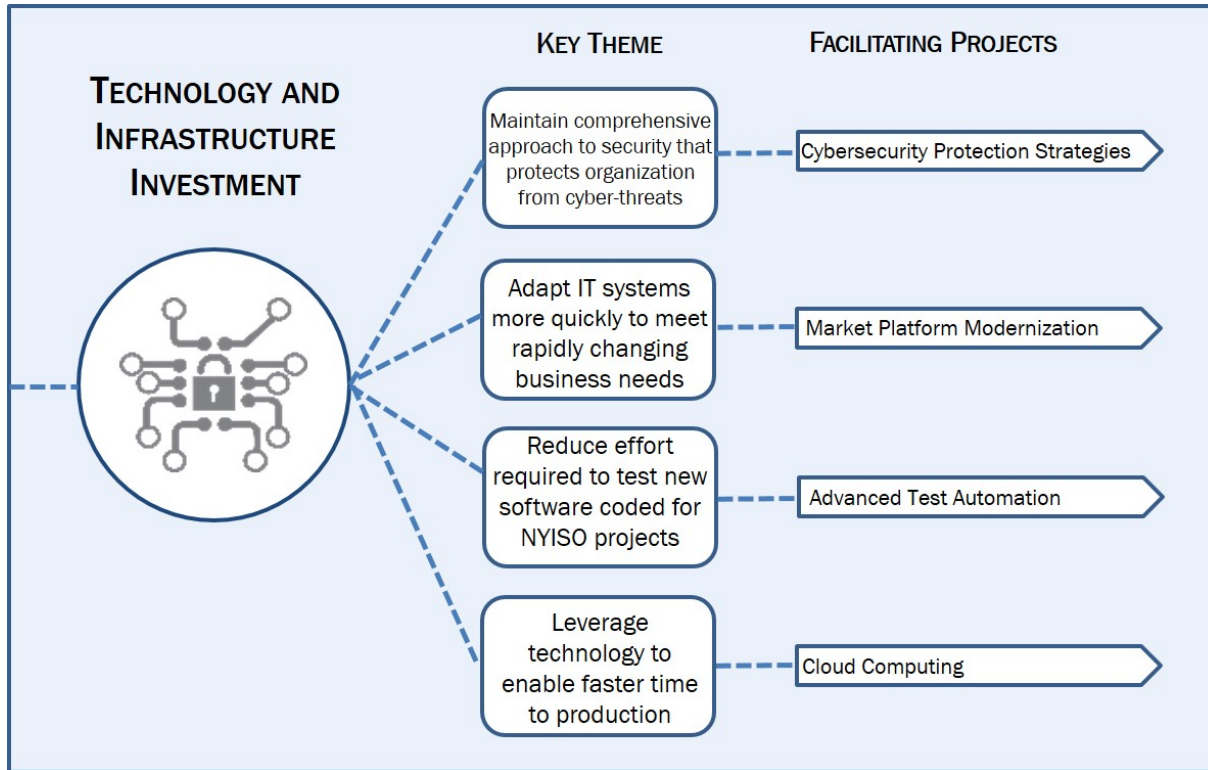 KEY THEME
FACILITATING PROJECTS
TECHNOLOGY AND
INFRASTRUCTURE
INVESTMENT
Maintain comprehensive
approach to security that
protects organization
from cyber-threats
Cybersecurity Protection Strategies
Adapt IT systems
more quickly to meet
rapidly changing
business needs
Market Platform Modernization
Reduce effort
required to test new
software coded for
NYISO projects
Advanced Test Automation
Leverage
technology to
enable faster time
to production
Cloud Computing